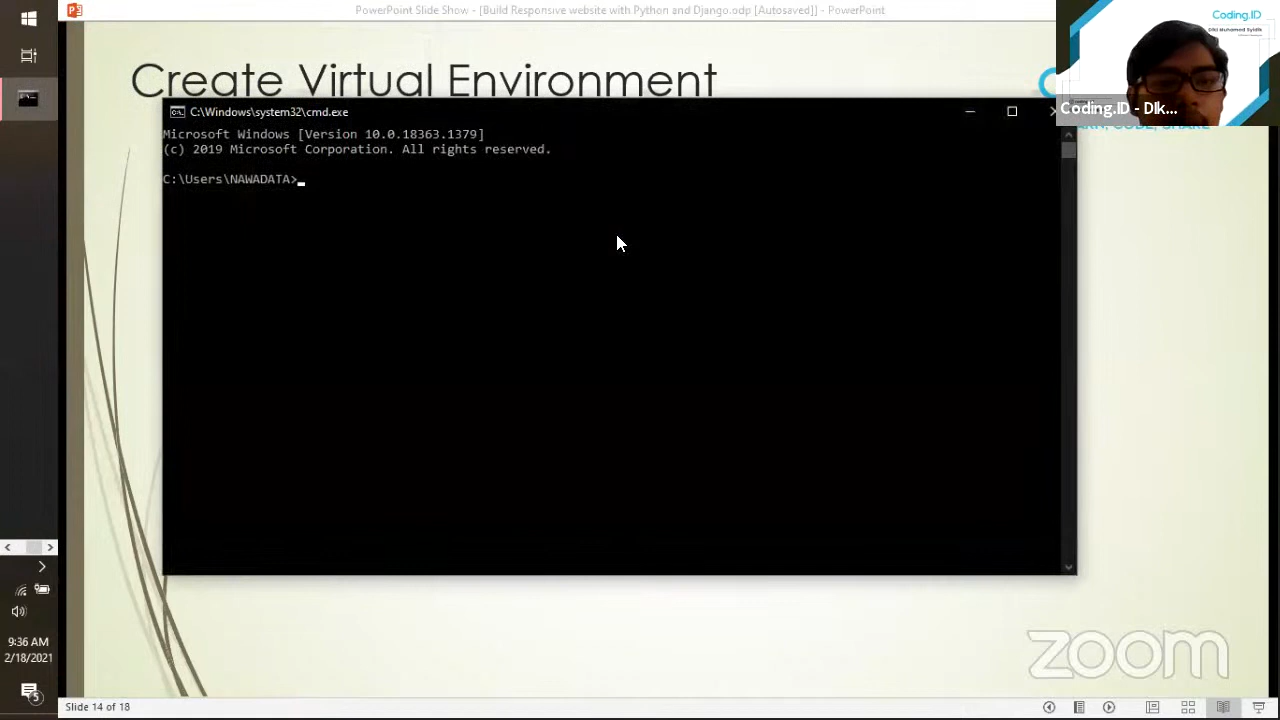 PowerPoint Slide Show - [Build Responsive website with Python and Django.odp [Autosaved]] - PowerPoint
Coding.ID
Create Virtual Environment
Coding.ID - DIk...
C:\Windows\system32\cmd.exe
Microsoft Windows [Version 10.0.18363.1379]
(c) 2019 Microsoft Corporation. All rights reserved.
C:\Users\NAWADATA>
9:36 AM
2/18/2021
5
zoom
Slide 14 of 18